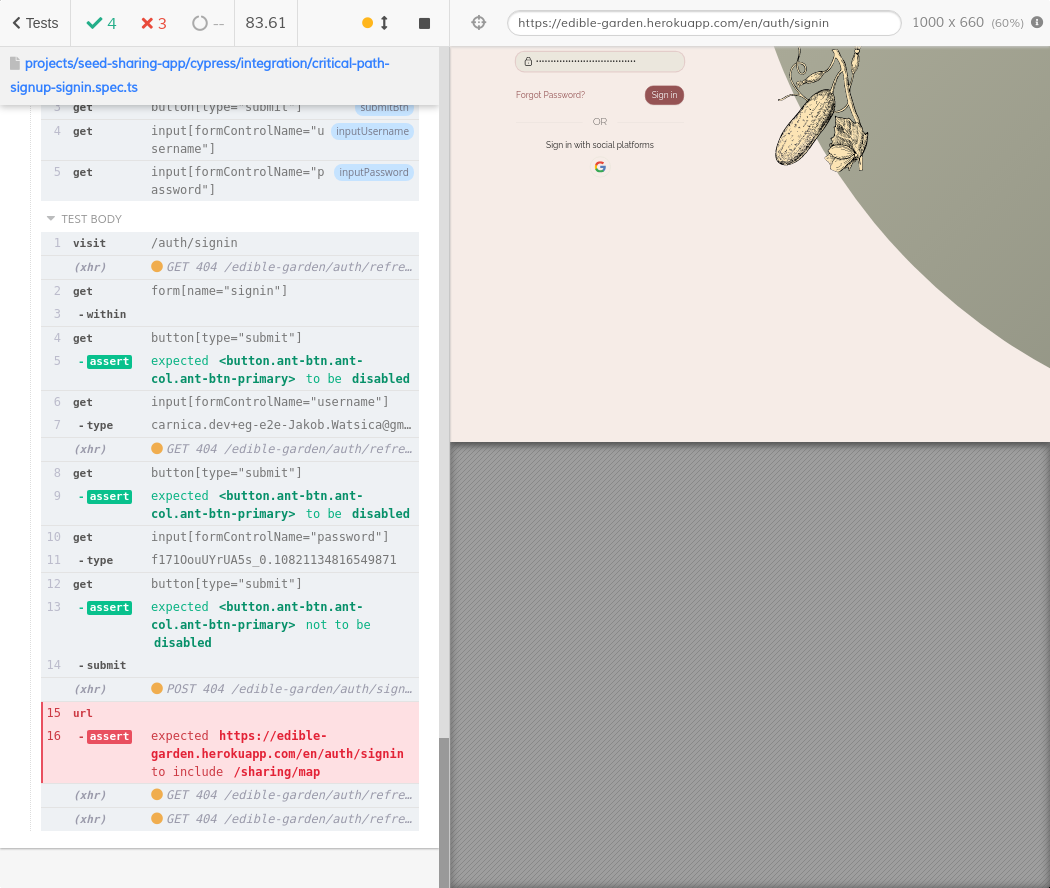 Tests
4
3
--
83.61
https://edible-garden.herokuapp.com/en/auth/signin
1000 x 660 (60%)
projects/seed-sharing-app/cypress/integration/critical-path-
signup-signin.spec.ts
3 get button[type="submit"] submitBtn
4 get input[formControlName="u inputUsername
sername"]
5 get input[formControlName="p inputPassword
assword"]
TEST BODY
1 visit /auth/signin
(xhr) GET 404 /edible-garden/auth/refre…
2 get form[name="signin"]
3 -within
4 get button[type="submit"]
5 -assert expected <button.ant-btn.ant-
col.ant-btn-primary> to be disabled
6 get input[formControlName="username"]
7 -type carnica.dev+eg-e2e-Jakob.Watsica@gm…
(xhr) GET 404 /edible-garden/auth/refre…
8 get button[type="submit"]
9 -assert expected <button.ant-btn.ant-
col.ant-btn-primary> to be disabled
10 get input[formControlName="password"]
11 -type f171OouUYrUA5s_0.10821134816549871
12 get button[type="submit"]
13 -assert expected <button.ant-btn.ant-
col.ant-btn-primary> not to be
disabled
14 -submit
(xhr) POST 404 /edible-garden/auth/sign…
15 url
16 -assert expected https://edible-
garden.herokuapp.com/en/auth/signin
to include /sharing/map
(xhr) GET 404 /edible-garden/auth/refre…
(xhr) GET 404 /edible-garden/auth/refre…
Forgot Password?
Sign in
OR
Sign in with social platforms